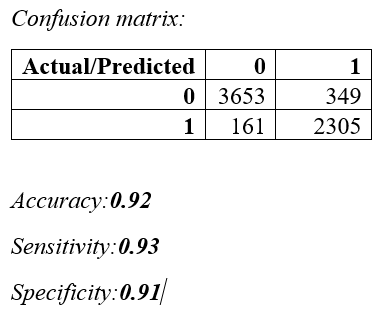 Confusion matrix:
Actual/Predicted 0 1
0 3653 349
1 161 2305
Accuracy:0.92
Sensitivity:0.93
Specificity:0.91